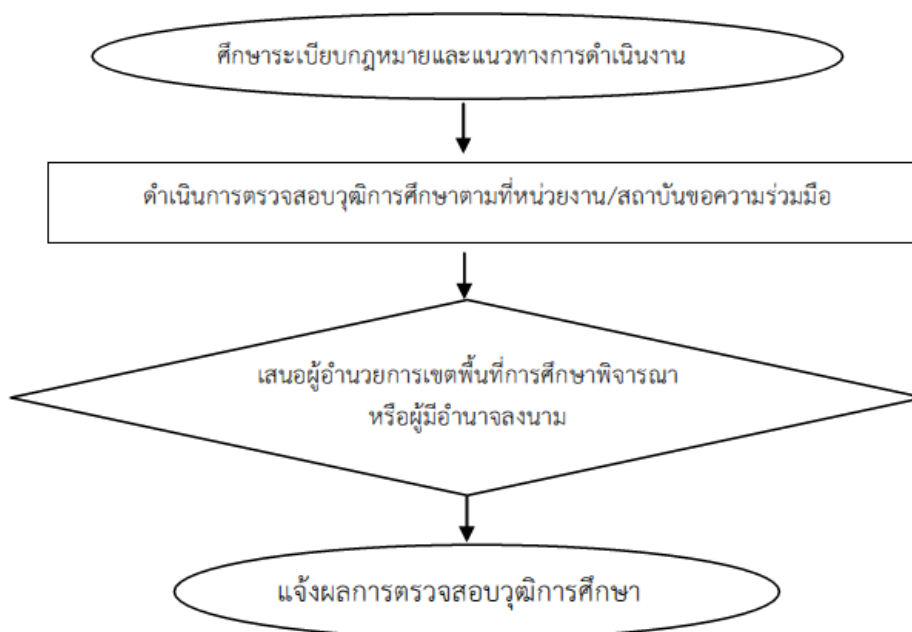 ศึกษาระเบียบกฎหมายและแนวทางการดำเนินงาน
ดำเนินการตรวจสอบวุฒิการศึกษาตามที่หน่วยงาน/สถาบันขอความร่วมมือ
เสนอผู้อำนวยการเขตพื้นที่การศึกษาพิจารณา
หรือผู้มีอำนาจลงนาม
แจ้งผลการตรวจสอบวุฒิการศึกษา